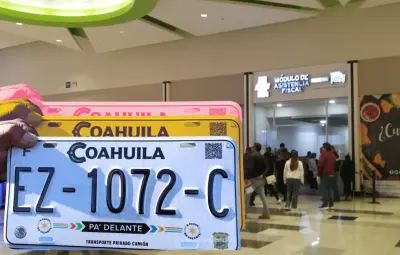 MÓDULO DE
ASISTENCIA
FISCAL
COAHUILA
COAHUILA
COAHUILA
EZ-1072-C
PA' DELANTE
TRANSPORTE PRIVADO CAMIÓN